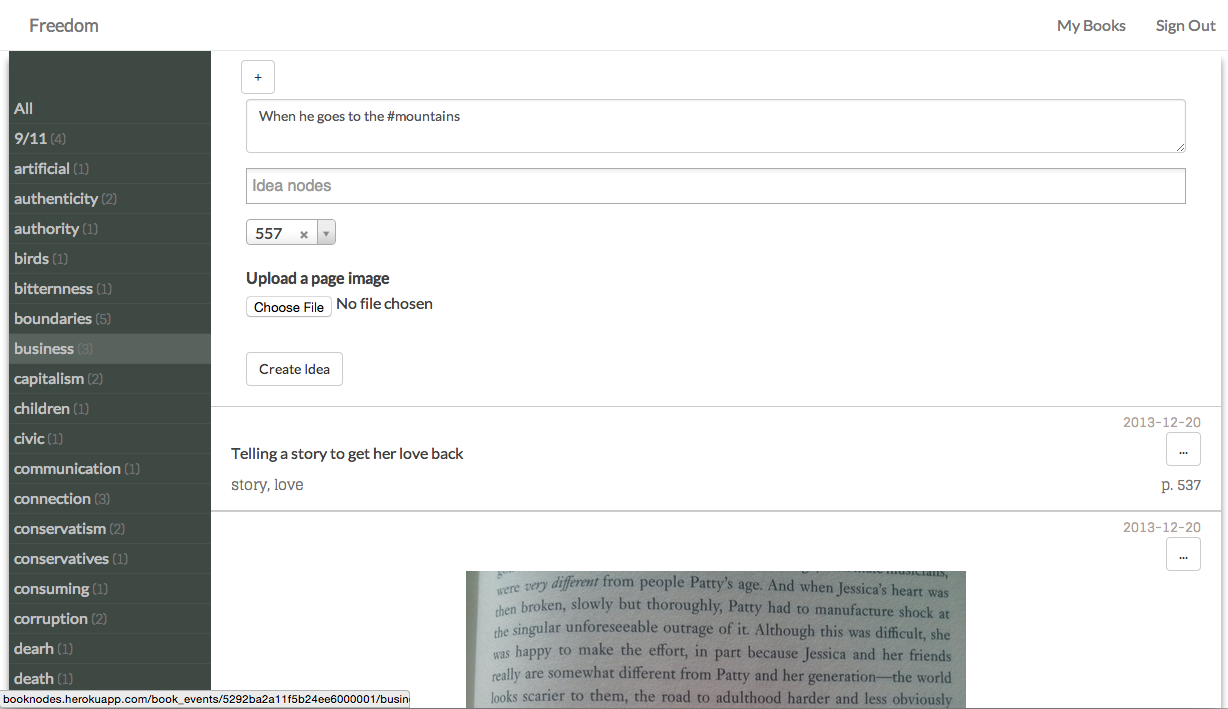 Freedom
My Books
Sign Out
All
9/11 (4)
artificial (1)
authenticity (2)
authority (1)
birds (1)
bitternness (1)
boundaries (5)
business (3)
capitalism (2)
children (1)
civic (1)
communication (1)
connection (3)
conservatism (2)
conservatives (1)
consuming (1)
corruption (2)
dearh (1)
death (1)
+
When he goes to the #mountains
Idea nodes
557 ×
Upload a page image
Choose File No file chosen
Create Idea
2013-12-20
...
Telling a story to get her love back
story, love
p. 537
2013-12-20
...
musicians,
were very different from people Patty's age. And when Jessica's heart was
then broken, slowly but thoroughly, Patty had to manufacture shock at
the singular unforeseeable outrage of it. Although this was difficult, she
was happy to make the effort, in part because Jessica and her friends
really are somewhat different from Patty and her generation—the world
looks scarier to them, the road to adulthood harder and less obviously
booknodes.herokuapp.com/book_events/5292ba2a11f5b24ee6000001/busin